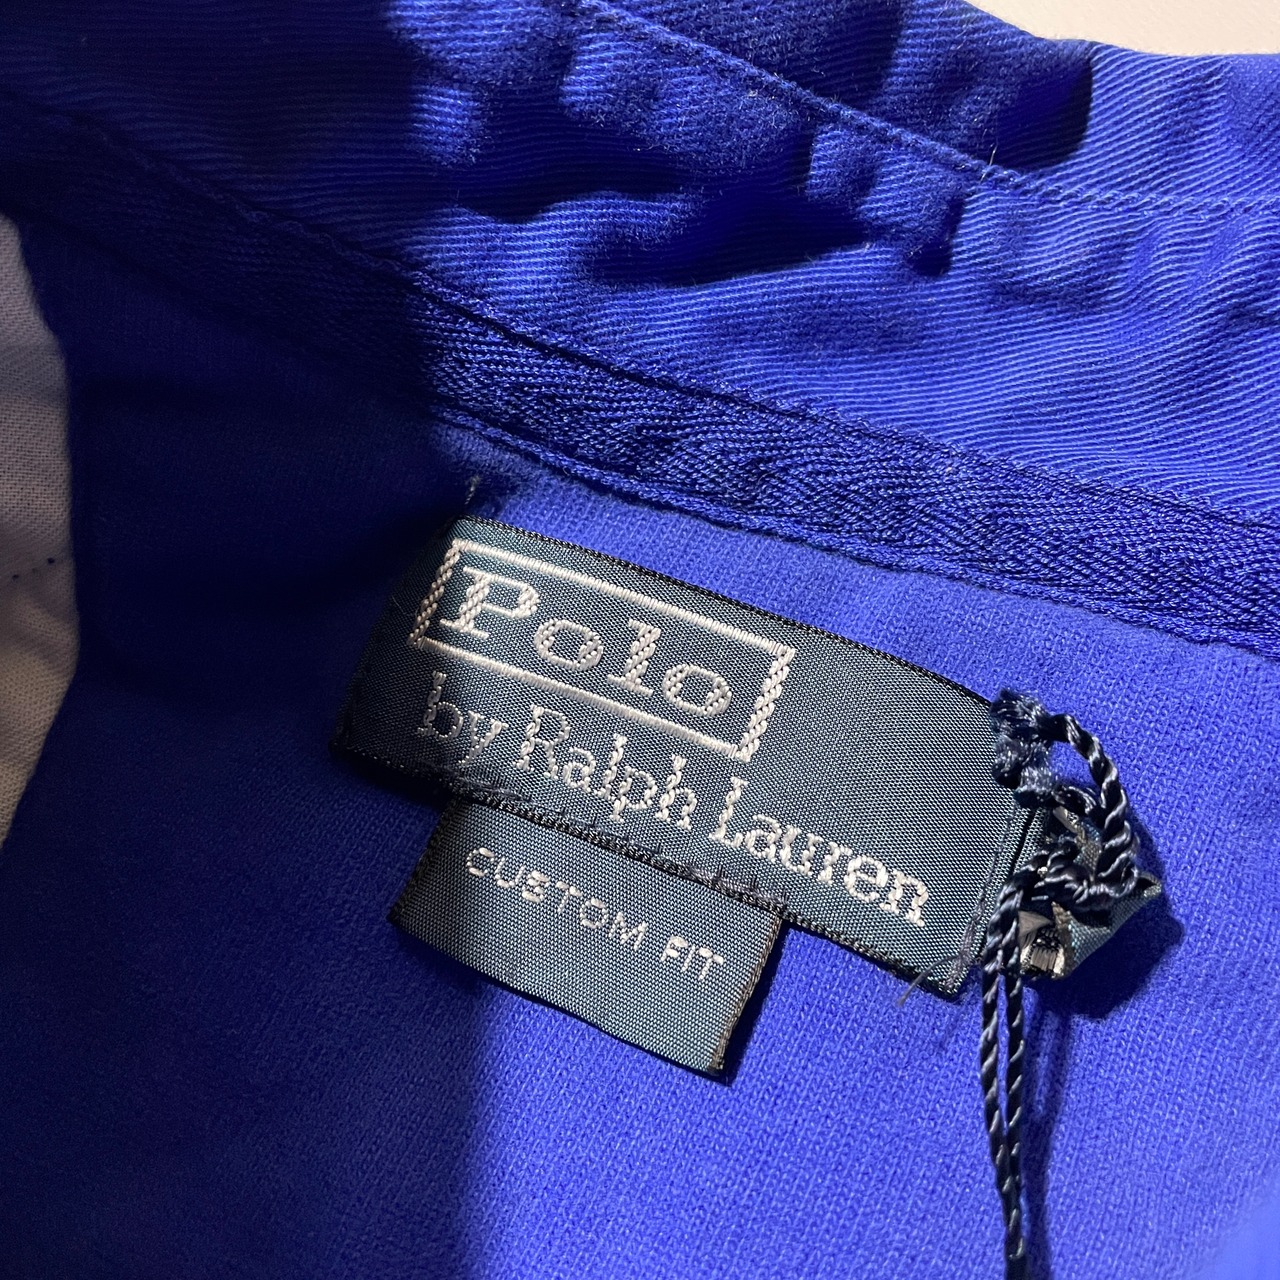 Polo
by Ralph Lauren
CUSTOM FIT